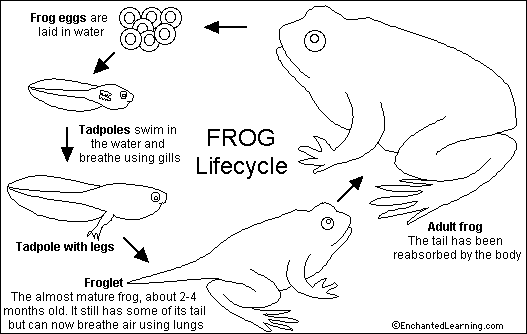 Frog eggs are
laid in water
Tadpoles swim in
the water and
breathe using gills
FROG
Lifecycle
Tadpole with legs
Froglet
The almost mature frog, about 2-4
months old. It still has some of its tail
but can now breathe air using lungs
Adult frog
The tail has been
reabsorbed by the body
©EnchantedLearning.com